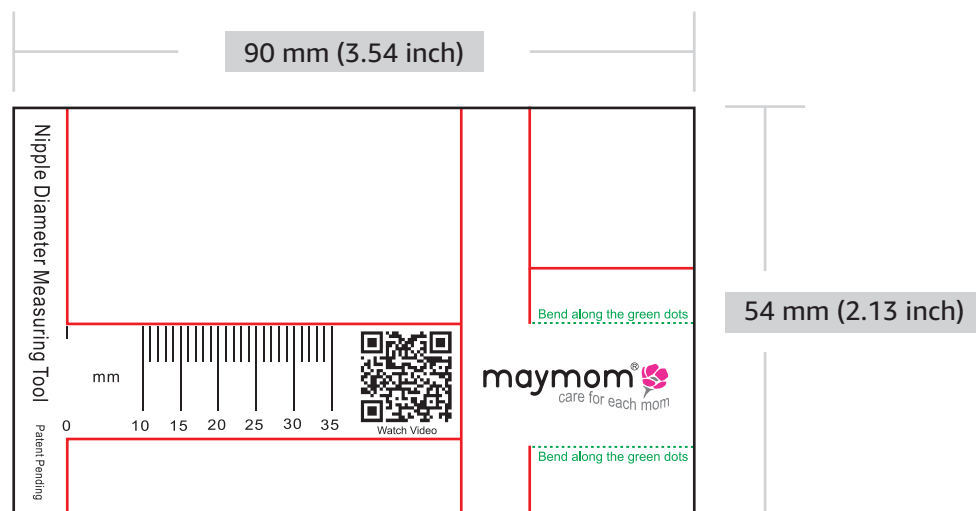 90 mm (3.54 inch)
Nipple Diameter Measuring Tool
Patent Pending
Bend along the green dots
54 mm (2.13 inch)
mm
0 10 15 20 25 30 35
Watch Video
maymom®
care for each mom
Bend along the green dots